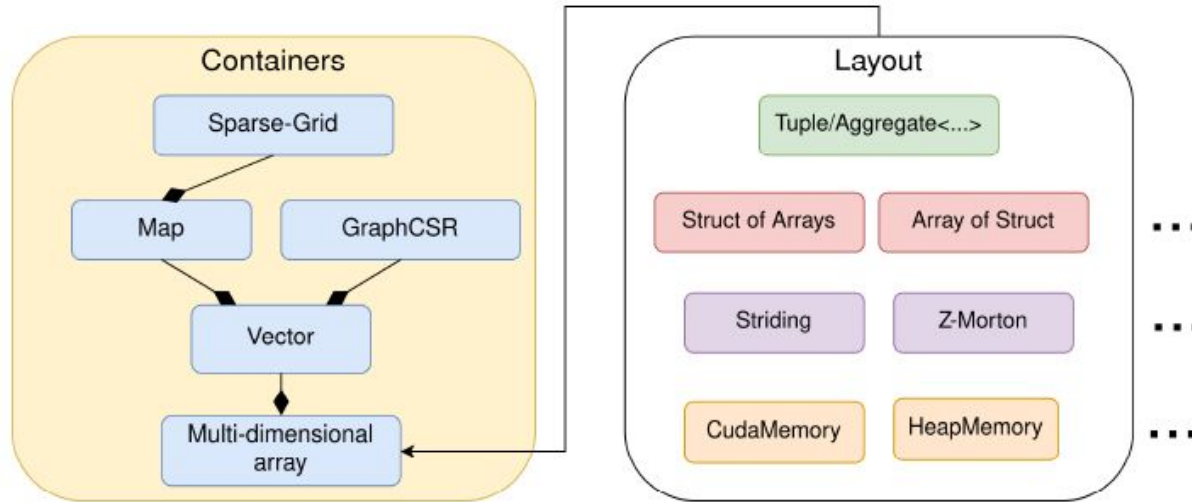 Containers
Sparse-Grid
Map
GraphCSR
Vector
Multi-dimensional
array
Layout
Tuple/Aggregate<...>
Struct of Arrays
Array of Struct
...
Striding
Z-Morton
...
CudaMemory
HeapMemory
...